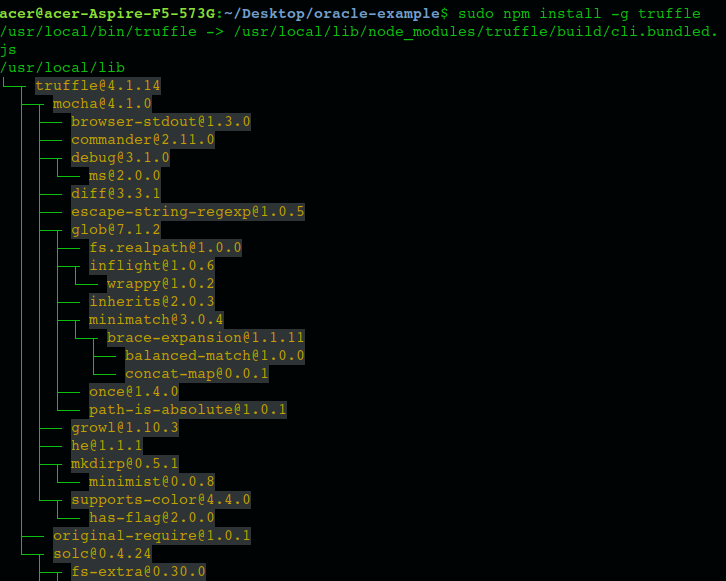 acer@acer-Aspire-F5-573G:~/Desktop/oracle-example$ sudo npm install -g truffle
/usr/local/bin/truffle -> /usr/local/lib/node_modules/truffle/build/cli.bundled.
js
/usr/local/lib
truffle@4.1.14
mocha@4.1.0
browser-stdout@1.3.0
commander@2.11.0
debug@3.1.0
ms@2.0.0
diff@3.3.1
escape-string-regexp@1.0.5
glob@7.1.2
fs.realpath@1.0.0
inflight@1.0.6
wrappy@1.0.2
inherits@2.0.3
minimatch@3.0.4
brace-expansion@1.1.11
balanced-match@1.0.0
concat-map@0.0.1
once@1.4.0
path-is-absolute@1.0.1
growl@1.10.3
he@1.1.1
mkdirp@0.5.1
minimist@0.0.8
supports-color@4.4.0
has-flag@2.0.0
original-require@1.0.1
solc@0.4.24
fs-extra@0.30.0